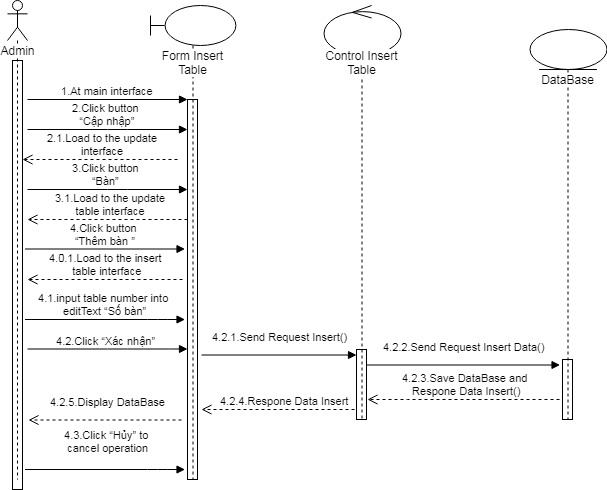 Admin
Form Insert
Table
Control Insert
Table
DataBase
1.At main interface
2.Click button
“Cập nhập”
2.1.Load to the update
interface
3.Click button
“Bàn”
3.1.Load to the update
table interface
4.Click button
“Thêm bàn ”
4.0.1.Load to the insert
table interface
4.1.input table number into
editText “Số bàn”
4.2.Click “Xác nhận”
4.2.1.Send Request Insert()
4.2.2.Send Request Insert Data()
4.2.3.Save DataBase and
Respone Data Insert()
4.2.4.Respone Data Insert
4.2.5.Display DataBase
4.3.Click “Hủy” to
cancel operation